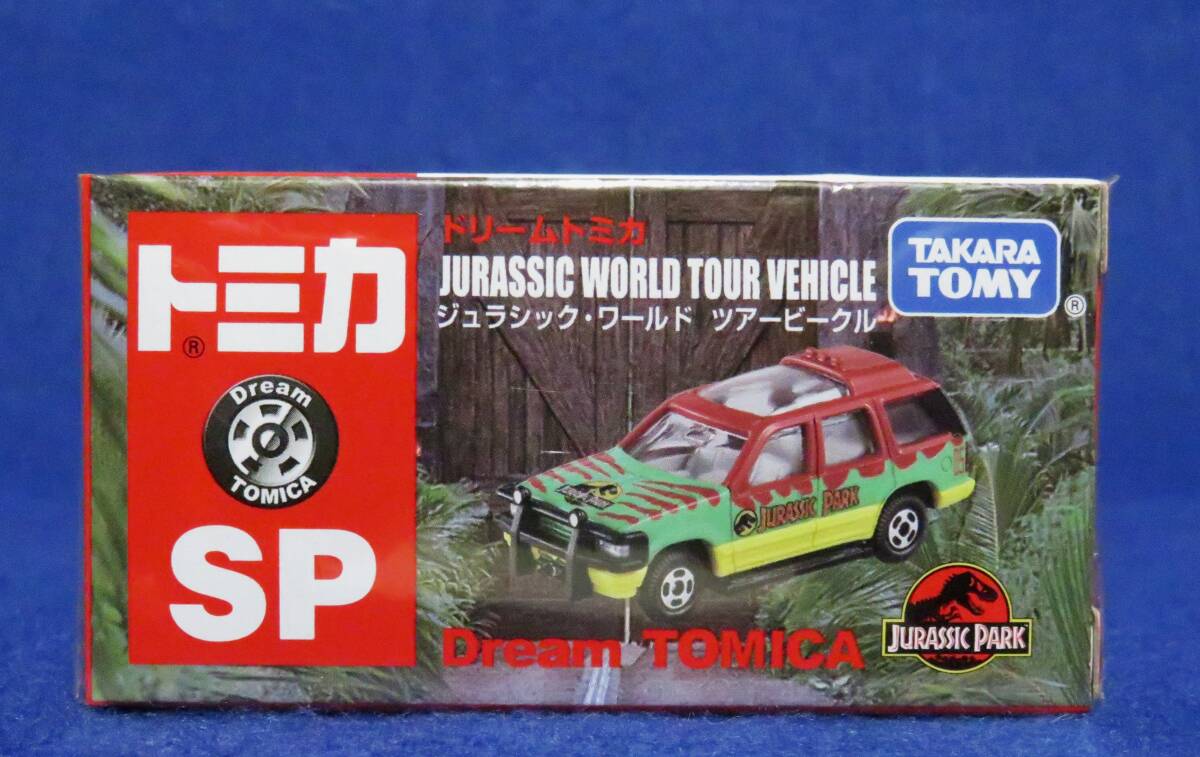 トミカ
®
Dream
TOMICA
SP
ドリームトミカ
JURASSIC WORLD TOUR VEHICLE
ジュラシック・ワールド ツアービークル
TAKARA
TOMY
®
JURASSIC PARK
Dream TOMICA
JURASSIC PARK